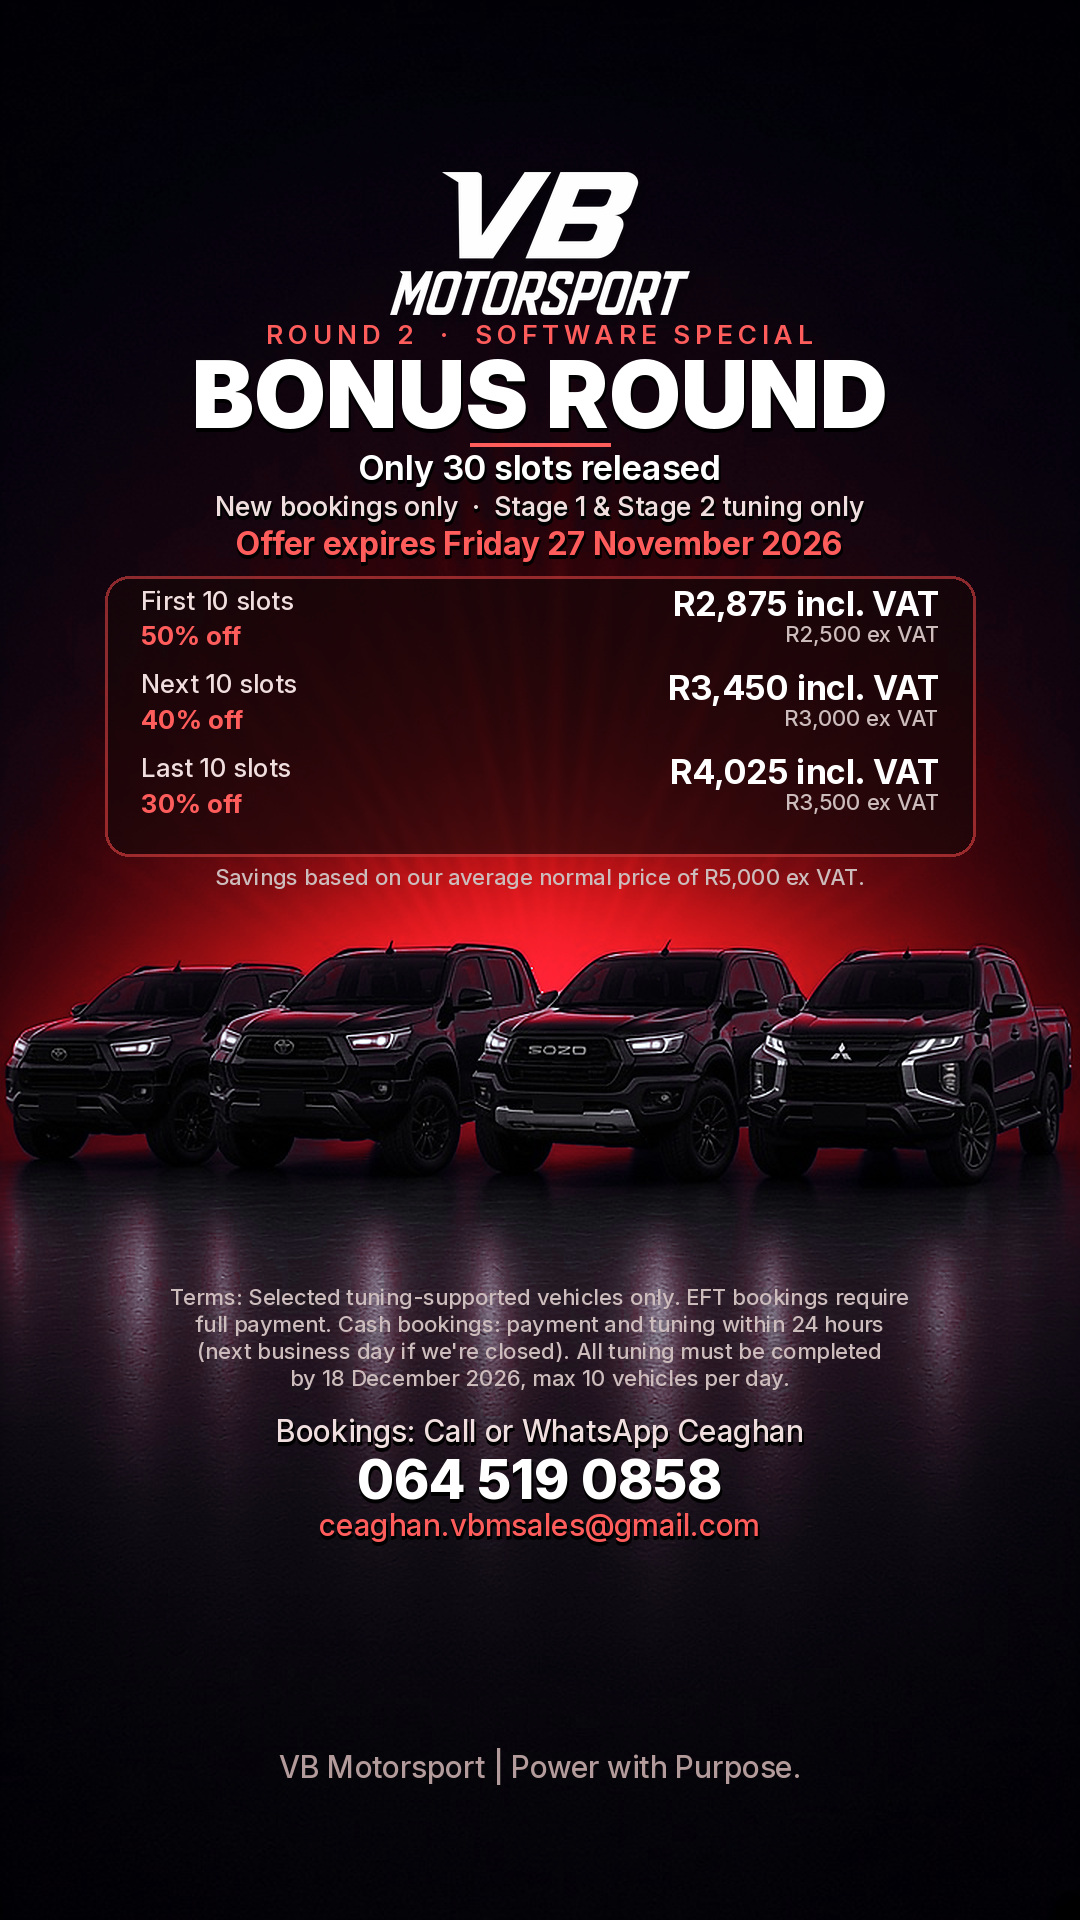 VB
MOTORSPORT
ROUND 2 · SOFTWARE SPECIAL
BONUS ROUND
Only 30 slots released
New bookings only · Stage 1 & Stage 2 tuning only
Offer expires Friday 27 November 2026
First 10 slots
R2,875 incl. VAT
50% off
R2,500 ex VAT
Next 10 slots
R3,450 incl. VAT
40% off
R3,000 ex VAT
Last 10 slots
R4,025 incl. VAT
30% off
R3,500 ex VAT
Savings based on our average normal price of R5,000 ex VAT.
SOZO
Terms: Selected tuning-supported vehicles only. EFT bookings require
full payment. Cash bookings: payment and tuning within 24 hours
(next business day if we're closed). All tuning must be completed
by 18 December 2026, max 10 vehicles per day.
Bookings: Call or WhatsApp Ceaghan
064 519 0858
ceaghan.vbmsales@gmail.com
VB Motorsport | Power with Purpose.